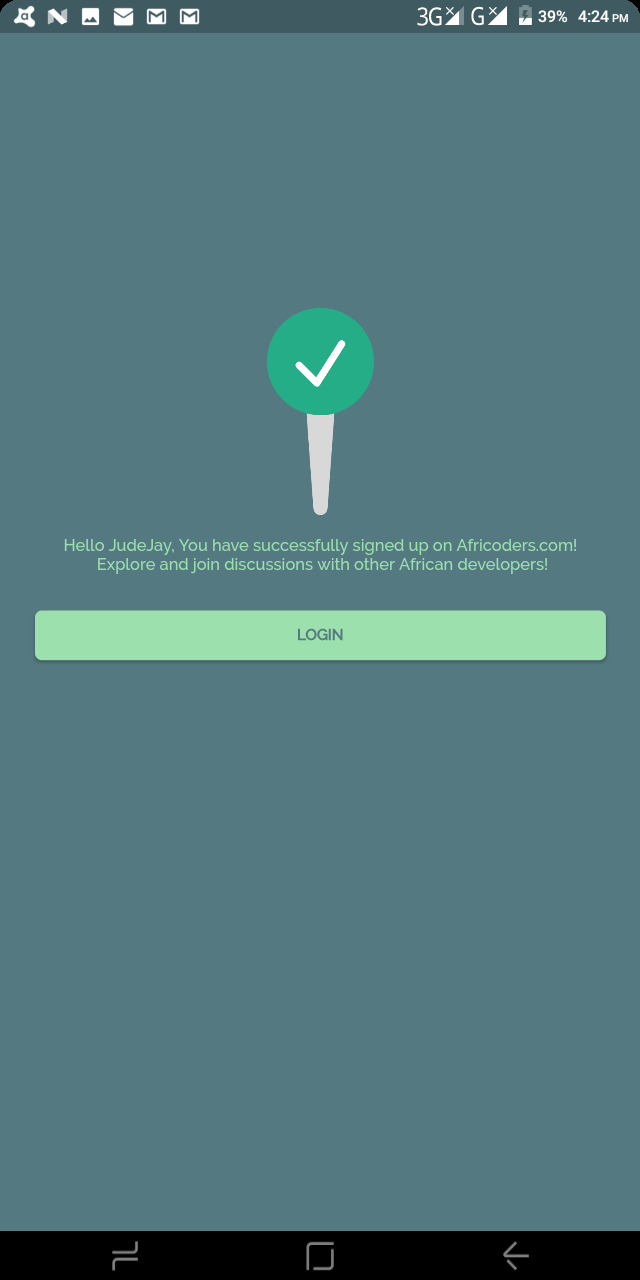 3G G 39% 4:24 PM
Hello JudeJay, You have successfully signed up on Africoders.com!
Explore and join discussions with other African developers!
LOGIN